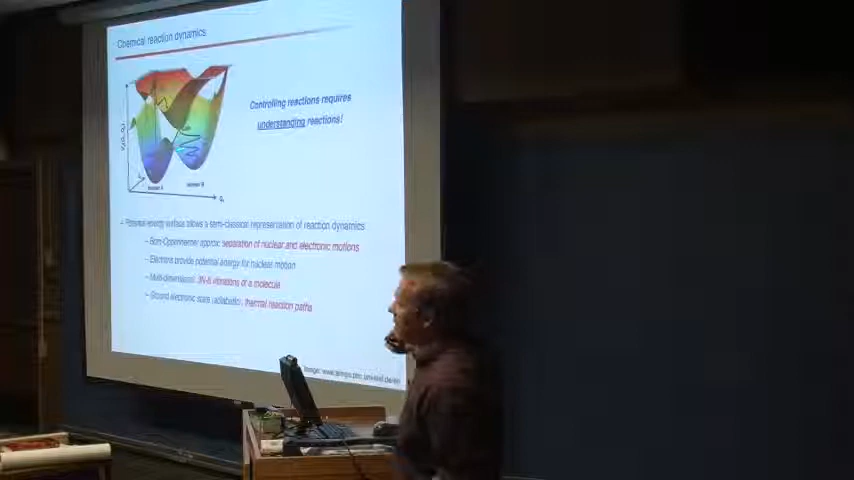 Chemical reaction dynamics
Controlling reactions requires
understanding reactions!
– Potential energy surface allows a semi-classical representation of reaction dynamics
– Born-Oppenheimer approx: separation of nuclear and electronic motions
– Electrons provide potential energy for nuclear motion
– Multi-dimensional: 3N-6 vibrations of a molecule
– Ground electronic state (adiabatic): thermal reaction paths